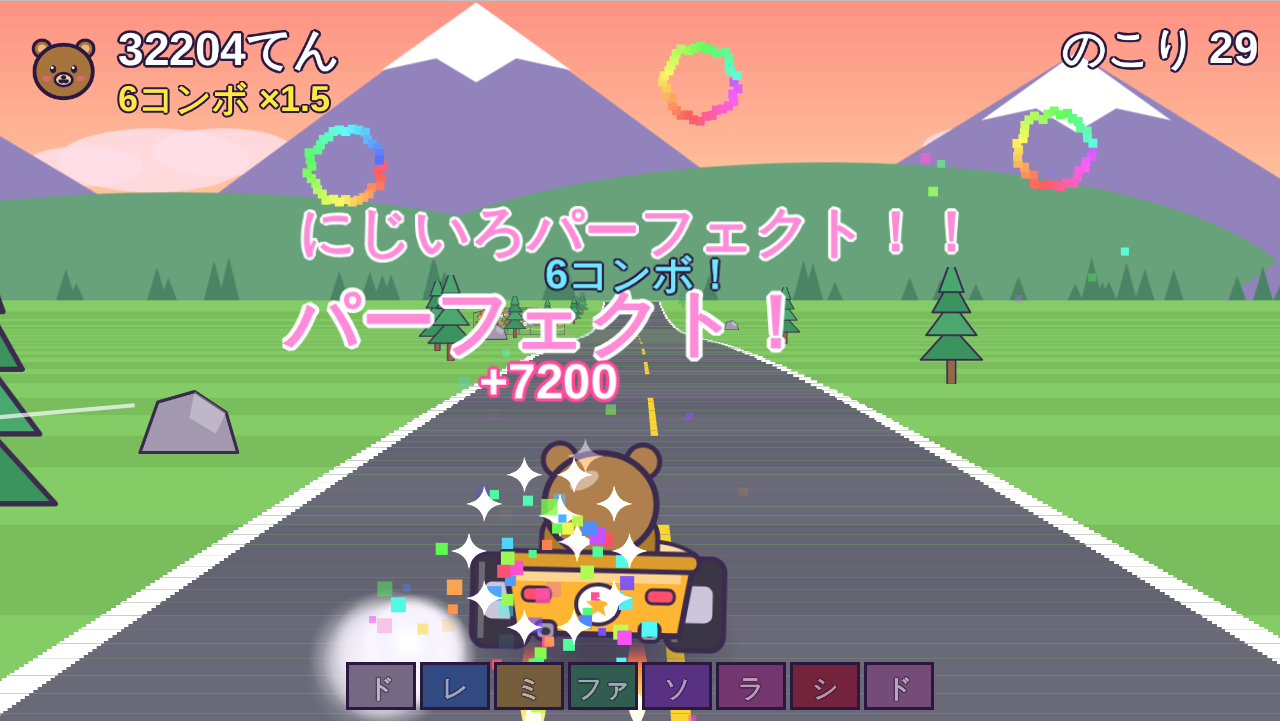 32204てん
6コンボ ×1.5
のこり 29
にじいろパーフェクト！！
6コンボ！
パーフェクト！
+7200
ド レ ミ ファ ソ ラ シ ド